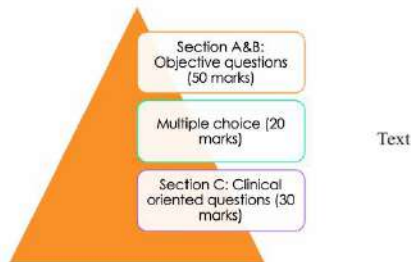 Section A&B:
Objective questions
(50 marks)
Multiple choice (20
marks)
Text
Section C: Clinical
oriented questions (30
marks)